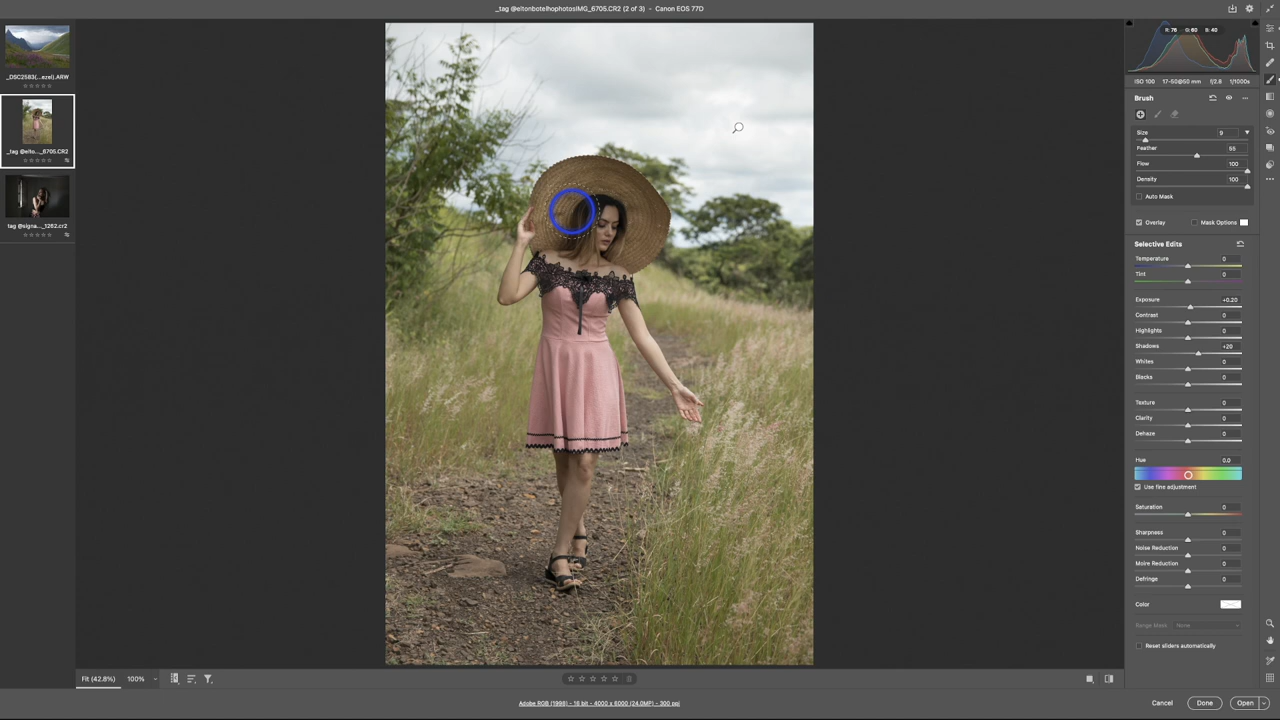 _tag @eltonbotelhophotosIMG_6705.CR2 (2 of 3) - Canon EOS 77D
_DSC2583(...ezel).ARW
_tag @elto..._6705.CR2
tag @signa..._1262.cr2
R: 76 G: 60 B: 40
ISO 100 17-50@50 mm f/2.8 f/1000s
Brush
Size 9
Feather 55
Flow 100
Density 100
Auto Mask
Overlay Mask Options
Selective Edits
Temperature 0
Tint 0
Exposure +0.20
Contrast 0
Highlights 0
Shadows +20
Whites 0
Blacks 0
Texture 0
Clarity 0
Dehaze 0
Hue 0.0
Use fine adjustment
Saturation 0
Sharpness 0
Noise Reduction 0
Moire Reduction 0
Defringe 0
Color
Range Mask: None
Reset sliders automatically
Fit (42.8%) 100%
Adobe RGB (1998) - 16 bit - 4000 x 6000 (24.0MP) - 300 ppi
Cancel Done Open